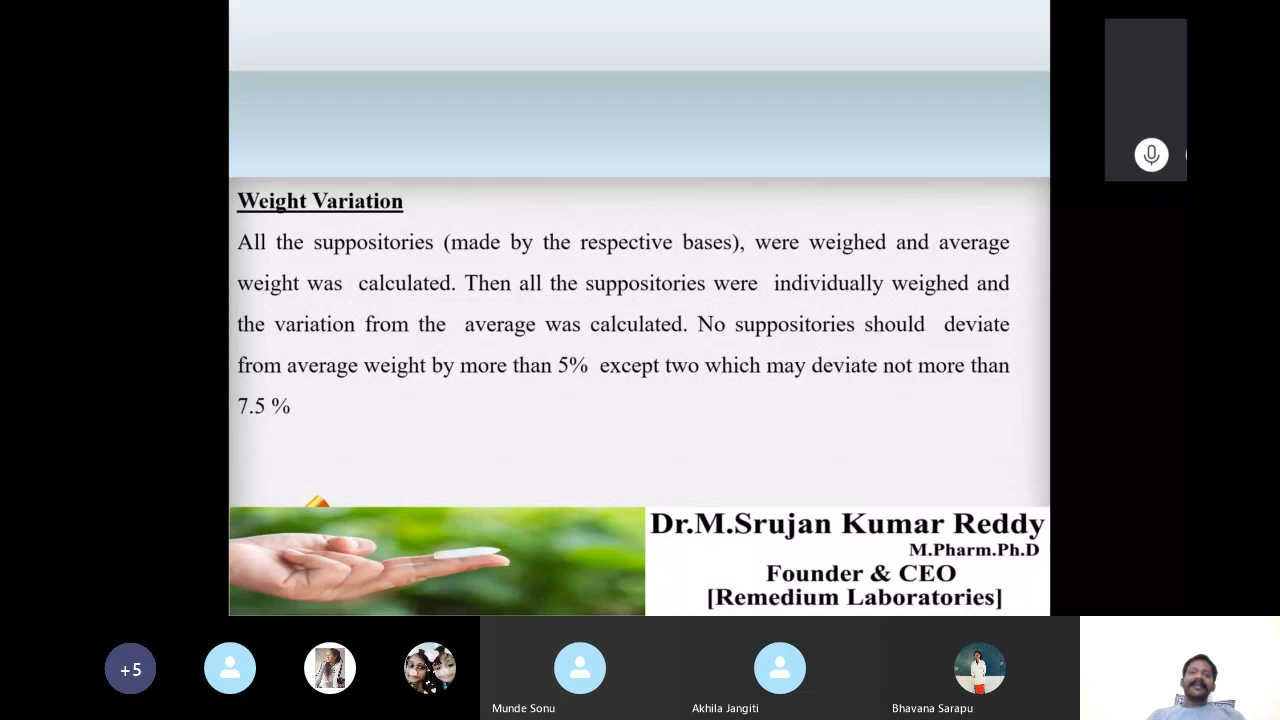 Weight Variation
All the suppositories (made by the respective bases), were weighed and average
weight was calculated. Then all the suppositories were individually weighed and
the variation from the average was calculated. No suppositories should deviate
from average weight by more than 5% except two which may deviate not more than
7.5 %
Dr.M.Srujan Kumar Reddy
M.Pharm.Ph.D
Founder & CEO
[Remedium Laboratories]
+5
Munde Sonu
Akhila Jangiti
Bhavana Sarapu